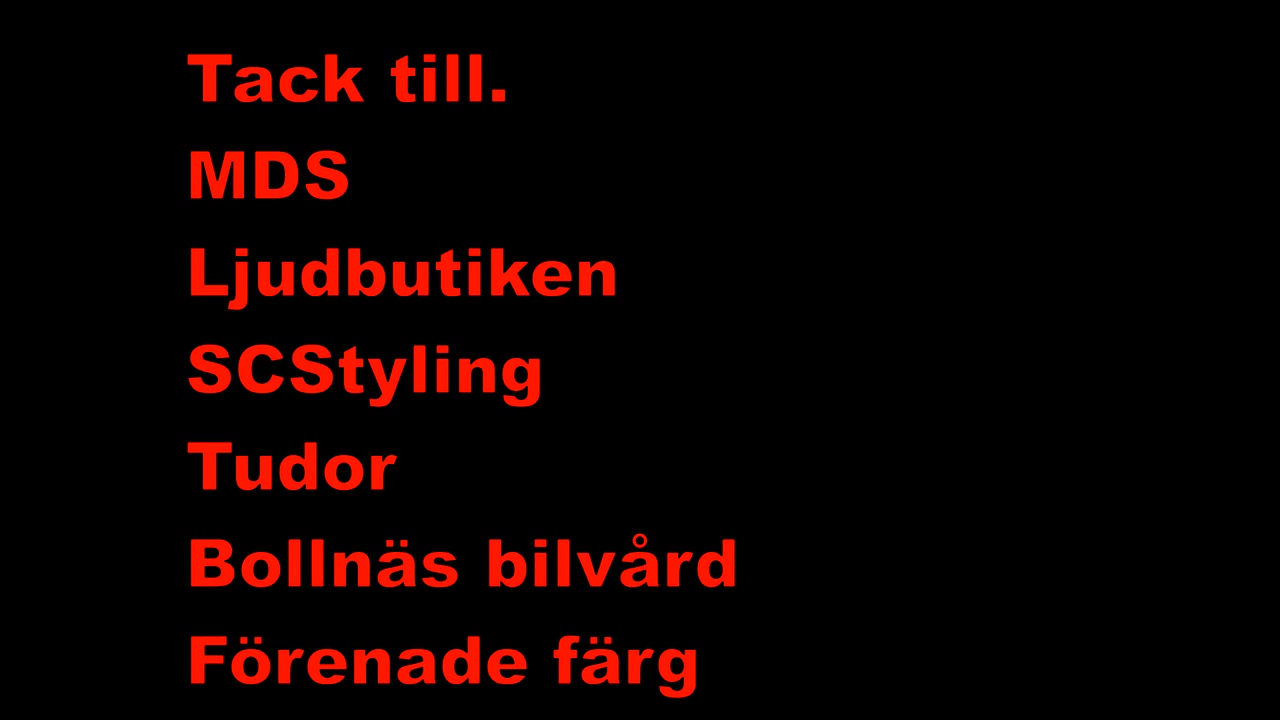 Tack till.
MDS
Ljudbutiken
SCStyling
Tudor
Bollnäs bilvård
Förenade färg